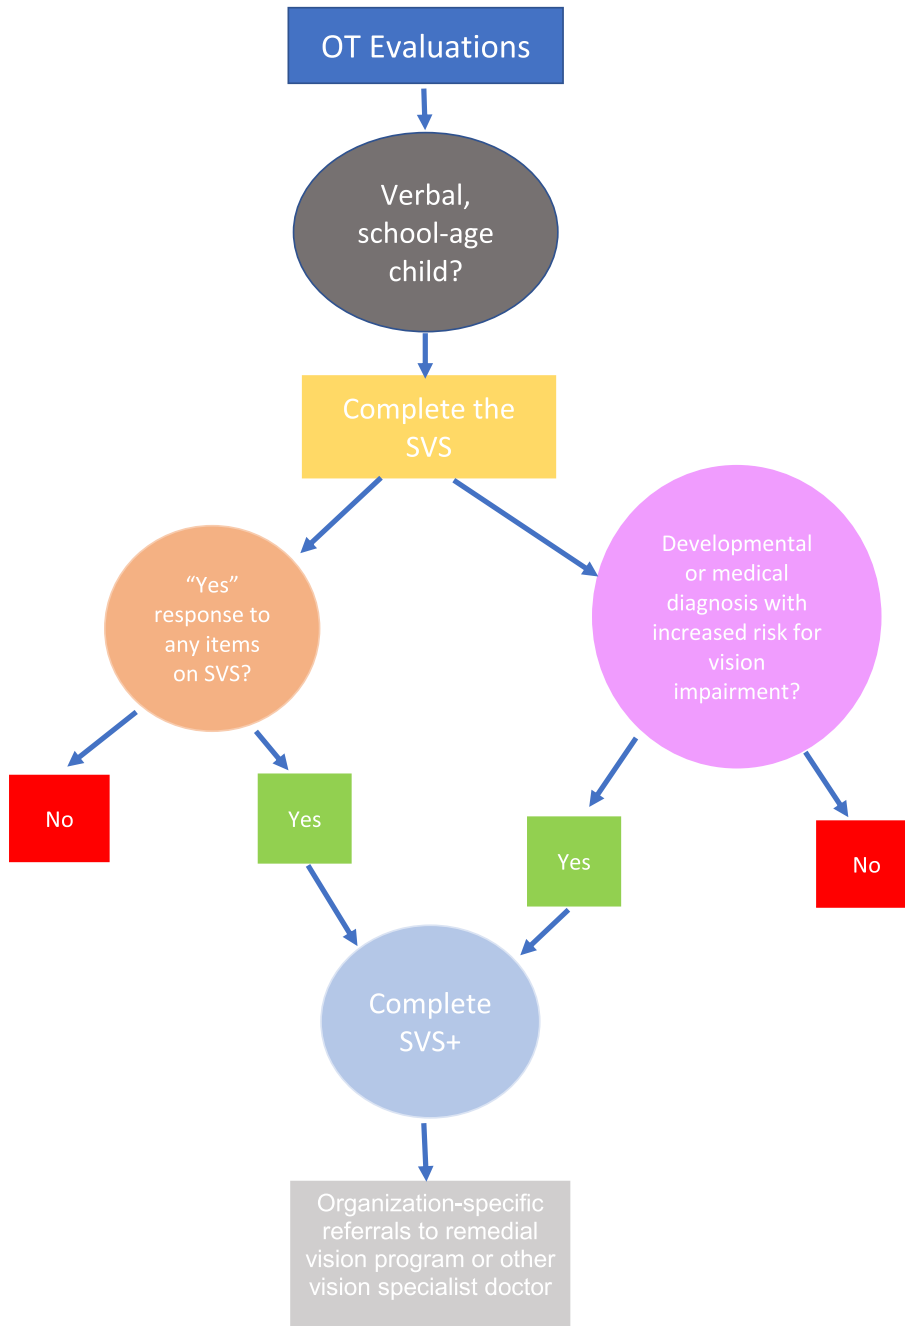 OT Evaluations
Verbal,
school-age
child?
Complete the
SVS
“Yes”
response to
any items
on SVS?
Developmental
or medical
diagnosis with
increased risk for
vision
impairment?
No
Yes
Yes
No
Complete
SVS+
Organization-specific
referrals to remedial
vision program or other
vision specialist doctor